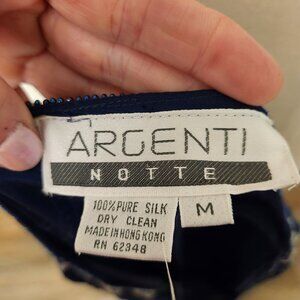 ARGENTI
NOTTE
100% PURE SILK
DRY CLEAN
MADE IN HONG KONG
RN 62348
M